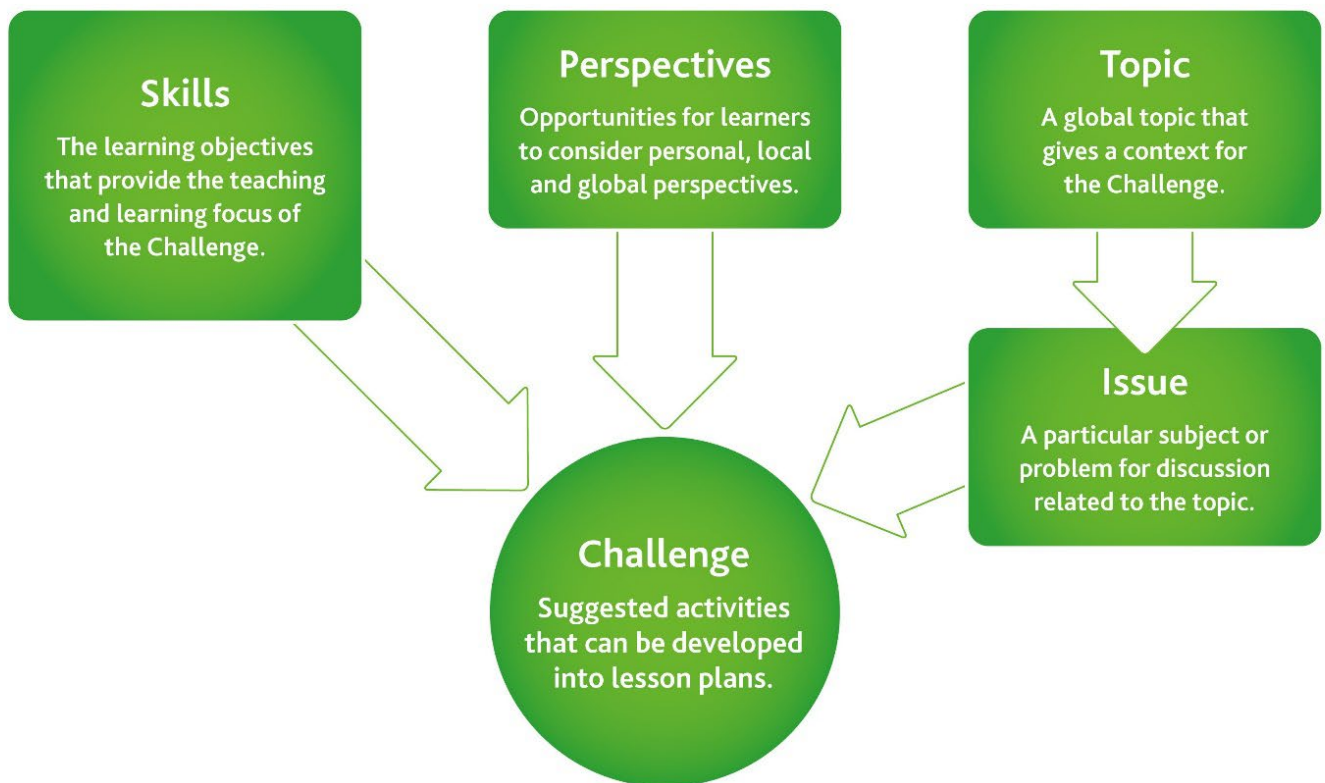 Skills
The learning objectives
that provide the teaching
and learning focus of
the Challenge.
Perspectives
Opportunities for learners
to consider personal, local
and global perspectives.
Topic
A global topic that
gives a context for
the Challenge.
Issue
A particular subject or
problem for discussion
related to the topic.
Challenge
Suggested activities
that can be developed
into lesson plans.